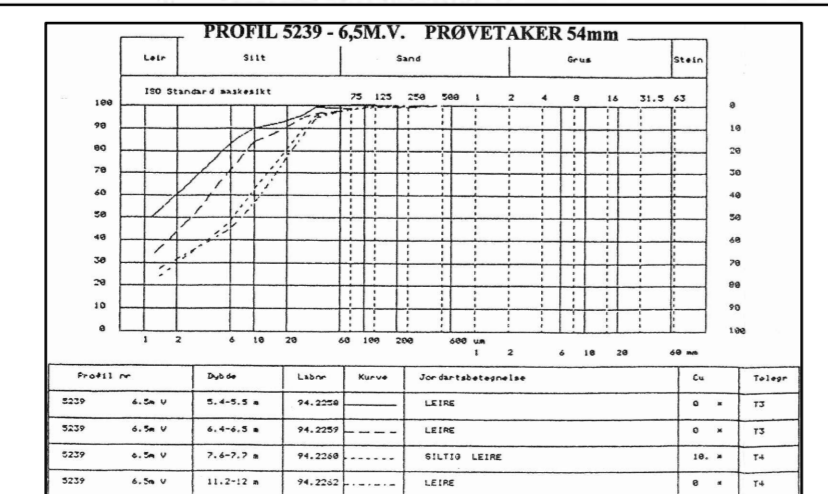 PROFIL 5239 - 6,5M.V. PRØVETAKER 54mm
Leir Silt Sand Grus Stein
ISO Standard maskesikt 75 125 250 500 1 2 4 8 16 31.5 63
100 0
90 10
80 20
70 30
60 40
50 50
40 60
30 70
20 80
10 90
0 100
1 2 6 10 20 60 100 200 600 um
1 2 6 10 20 60 mm
Profil nr Dybde Labnr Kurve Jordartsbetegnelse Cu Telegr
5239 6.5m V 5.4-5.5 m 94.2258 LEIRE 0 * T3
5239 6.5m V 6.4-6.5 m 94.2259 LEIRE 0 * T3
5239 6.5m V 7.6-7.7 m 94.2260 SILTIG LEIRE 10. * T4
5239 6.5m V 11.2-12 m 94.2262 LEIRE 0 * T4